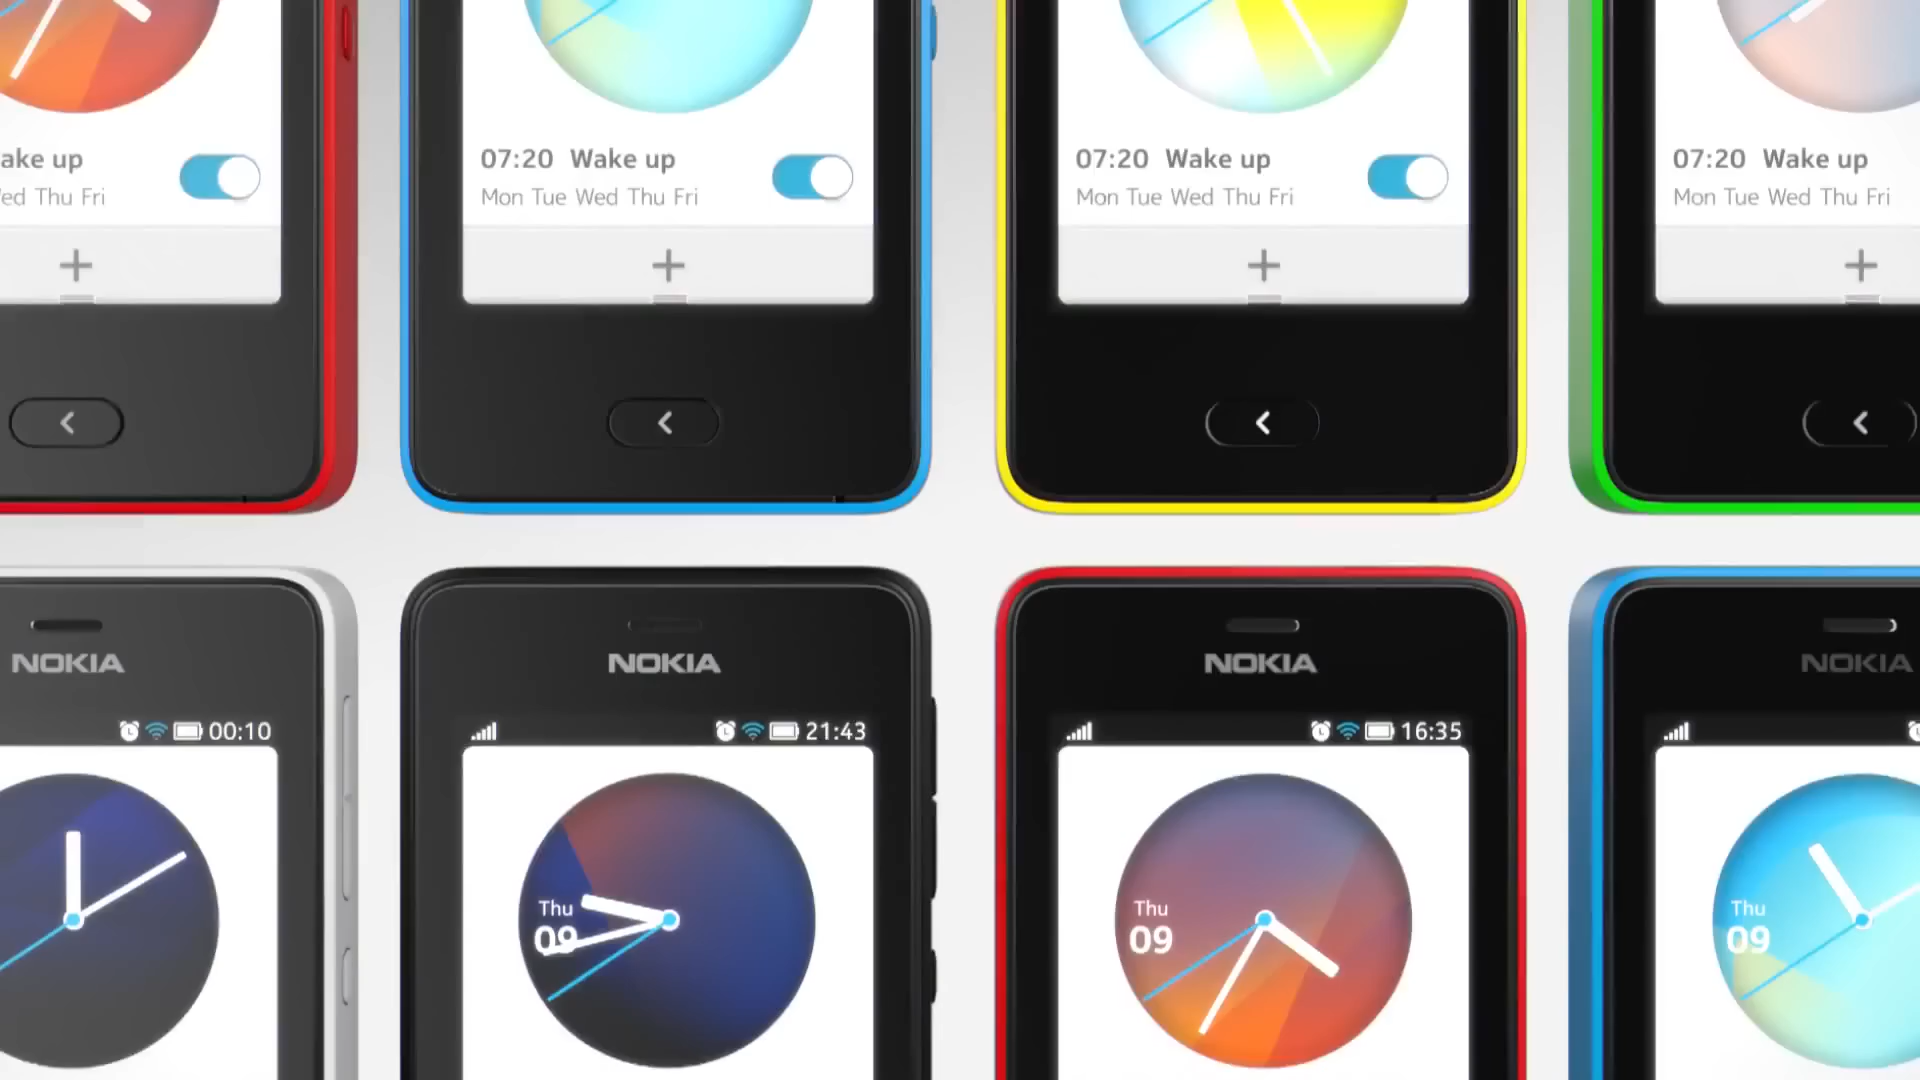 ake up
ed Thu Fri
07:20 Wake up
Mon Tue Wed Thu Fri
07:20 Wake up
Mon Tue Wed Thu Fri
07:20 Wake up
Mon Tue Wed Thu Fri
NOKIA
00:10
NOKIA
21:43
Thu
09
NOKIA
16:35
Thu
09
NOKIA
Thu
09